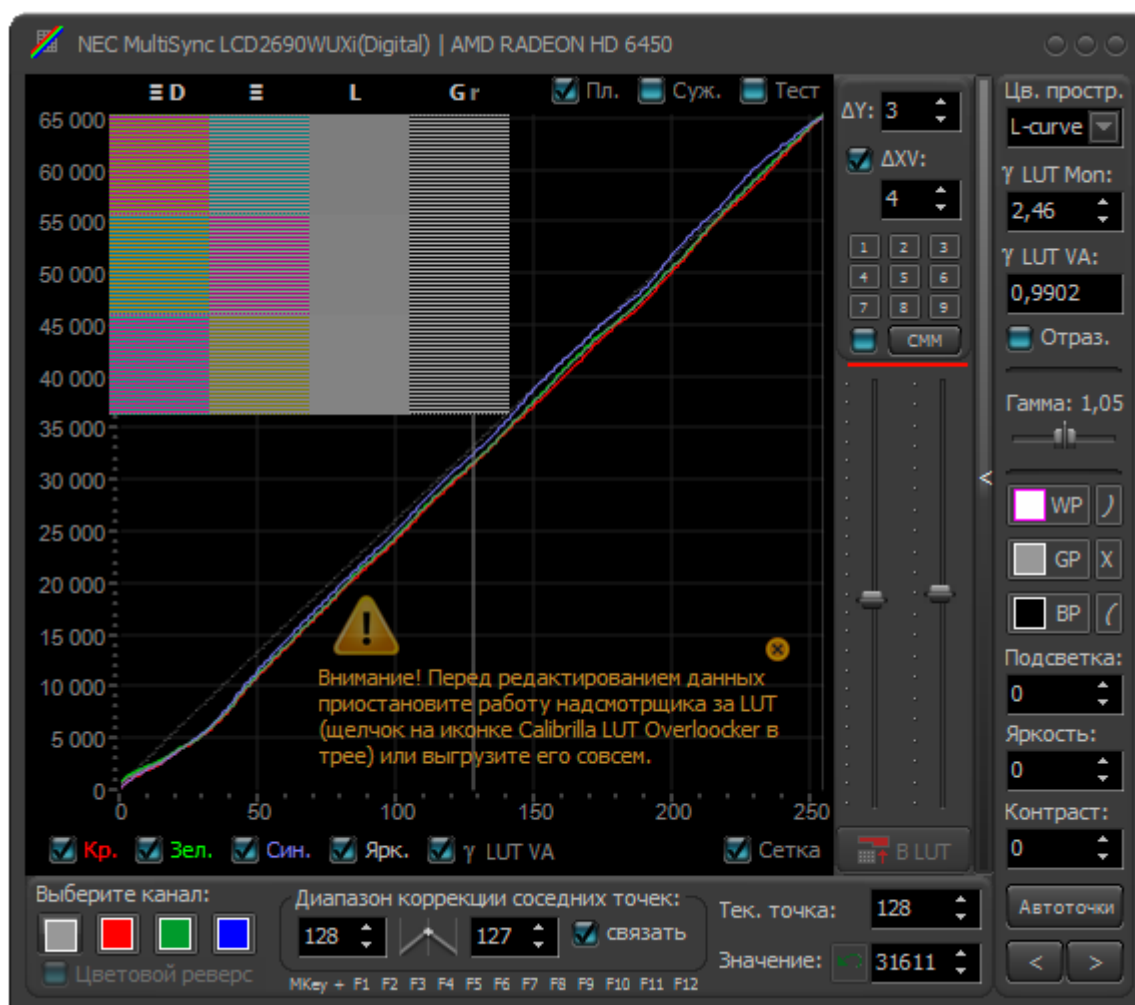 NEC MultiSync LCD2690WUXi(Digital) | AMD RADEON HD 6450
≡ D ≡ L Gr Пл. Суж. Тест
65 000
60 000
55 000
50 000
45 000
40 000
35 000
30 000
25 000
20 000
15 000
10 000
5 000
0
0 50 100 150 200 250
Внимание! Перед редактированием данных
приостановите работу надсмотрщика за LUT
(щелчок на иконке Calibrilla LUT Overloocker в
трее) или выгрузите его совсем.
Кр. Зел. Син. Ярк. γ LUT VA Сетка
ΔY: 3
ΔXV:
4
1 2 3
4 5 6
7 8 9
CMM
<
В LUT
Цв. простр.
L-curve
γ LUT Mon:
2,46
γ LUT VA:
0,9902
Отраз.
Гамма: 1,05
WP )
GP X
BP (
Подсветка:
0
Яркость:
0
Контраст:
0
Автоточки
< >
Выберите канал:
Цветовой реверс
Диапазон коррекции соседних точек:
128 127 связать
MKey + F1 F2 F3 F4 F5 F6 F7 F8 F9 F10 F11 F12
Тек. точка: 128
Значение: 31611